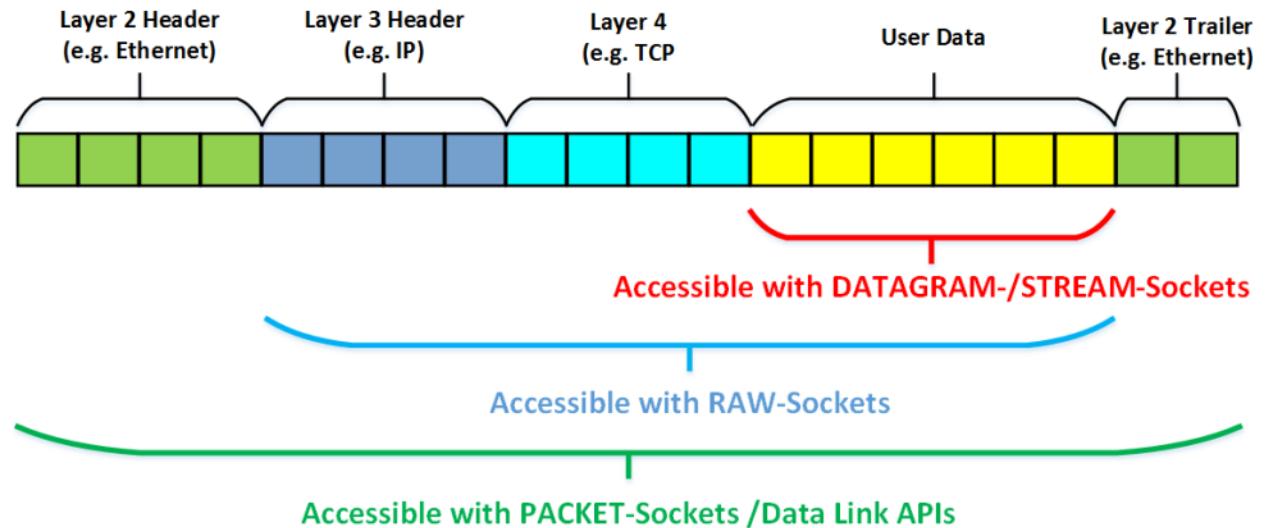 Layer 2 Header
(e.g. Ethernet)
Layer 3 Header
(e.g. IP)
Layer 4
(e.g. TCP
User Data
Layer 2 Trailer
(e.g. Ethernet)
Accessible with DATAGRAM-/STREAM-Sockets
Accessible with RAW-Sockets
Accessible with PACKET-Sockets /Data Link APIs